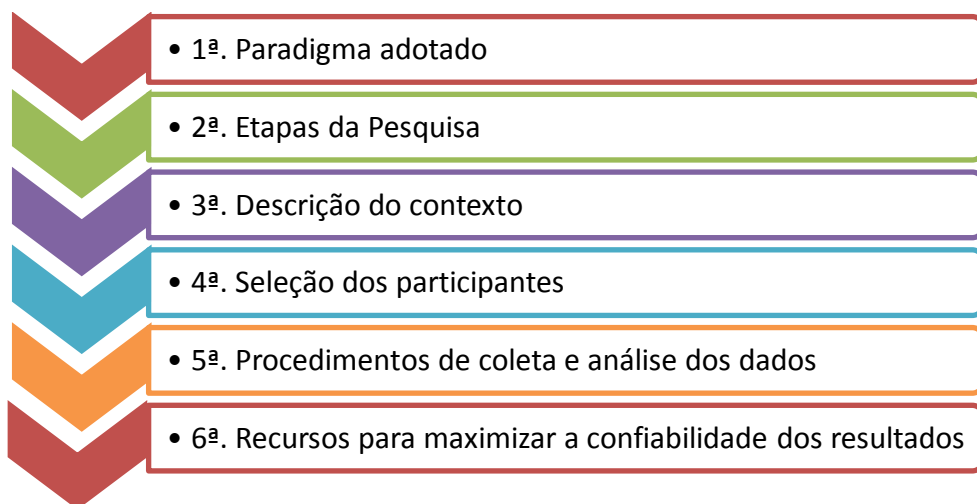 • 1ª. Paradigma adotado
• 2ª. Etapas da Pesquisa
• 3ª. Descrição do contexto
• 4ª. Seleção dos participantes
• 5ª. Procedimentos de coleta e análise dos dados
• 6ª. Recursos para maximizar a confiabilidade dos resultados